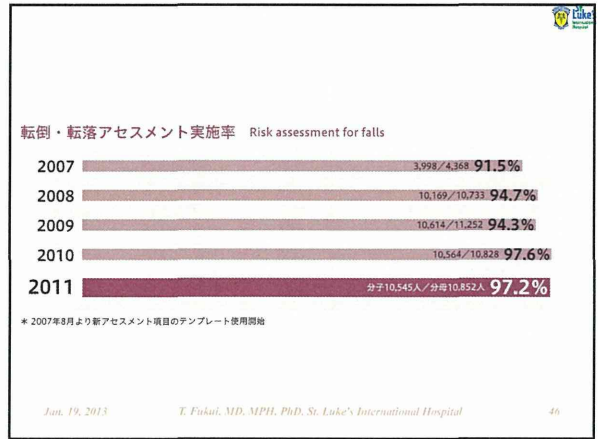 St. Luke's
International
Hospital
転倒・転落アセスメント実施率 Risk assessment for falls
2007 3,998/4,368 91.5%
2008 10,169/10,733 94.7%
2009 10,614/11,252 94.3%
2010 10,564/10,828 97.6%
2011 分子10,545人/分母10,852人 97.2%
* 2007年8月より新アセスメント項目のテンプレート使用開始
Jan. 19, 2013 T. Fukui, MD, MPH, PhD, St. Luke's International Hospital 46